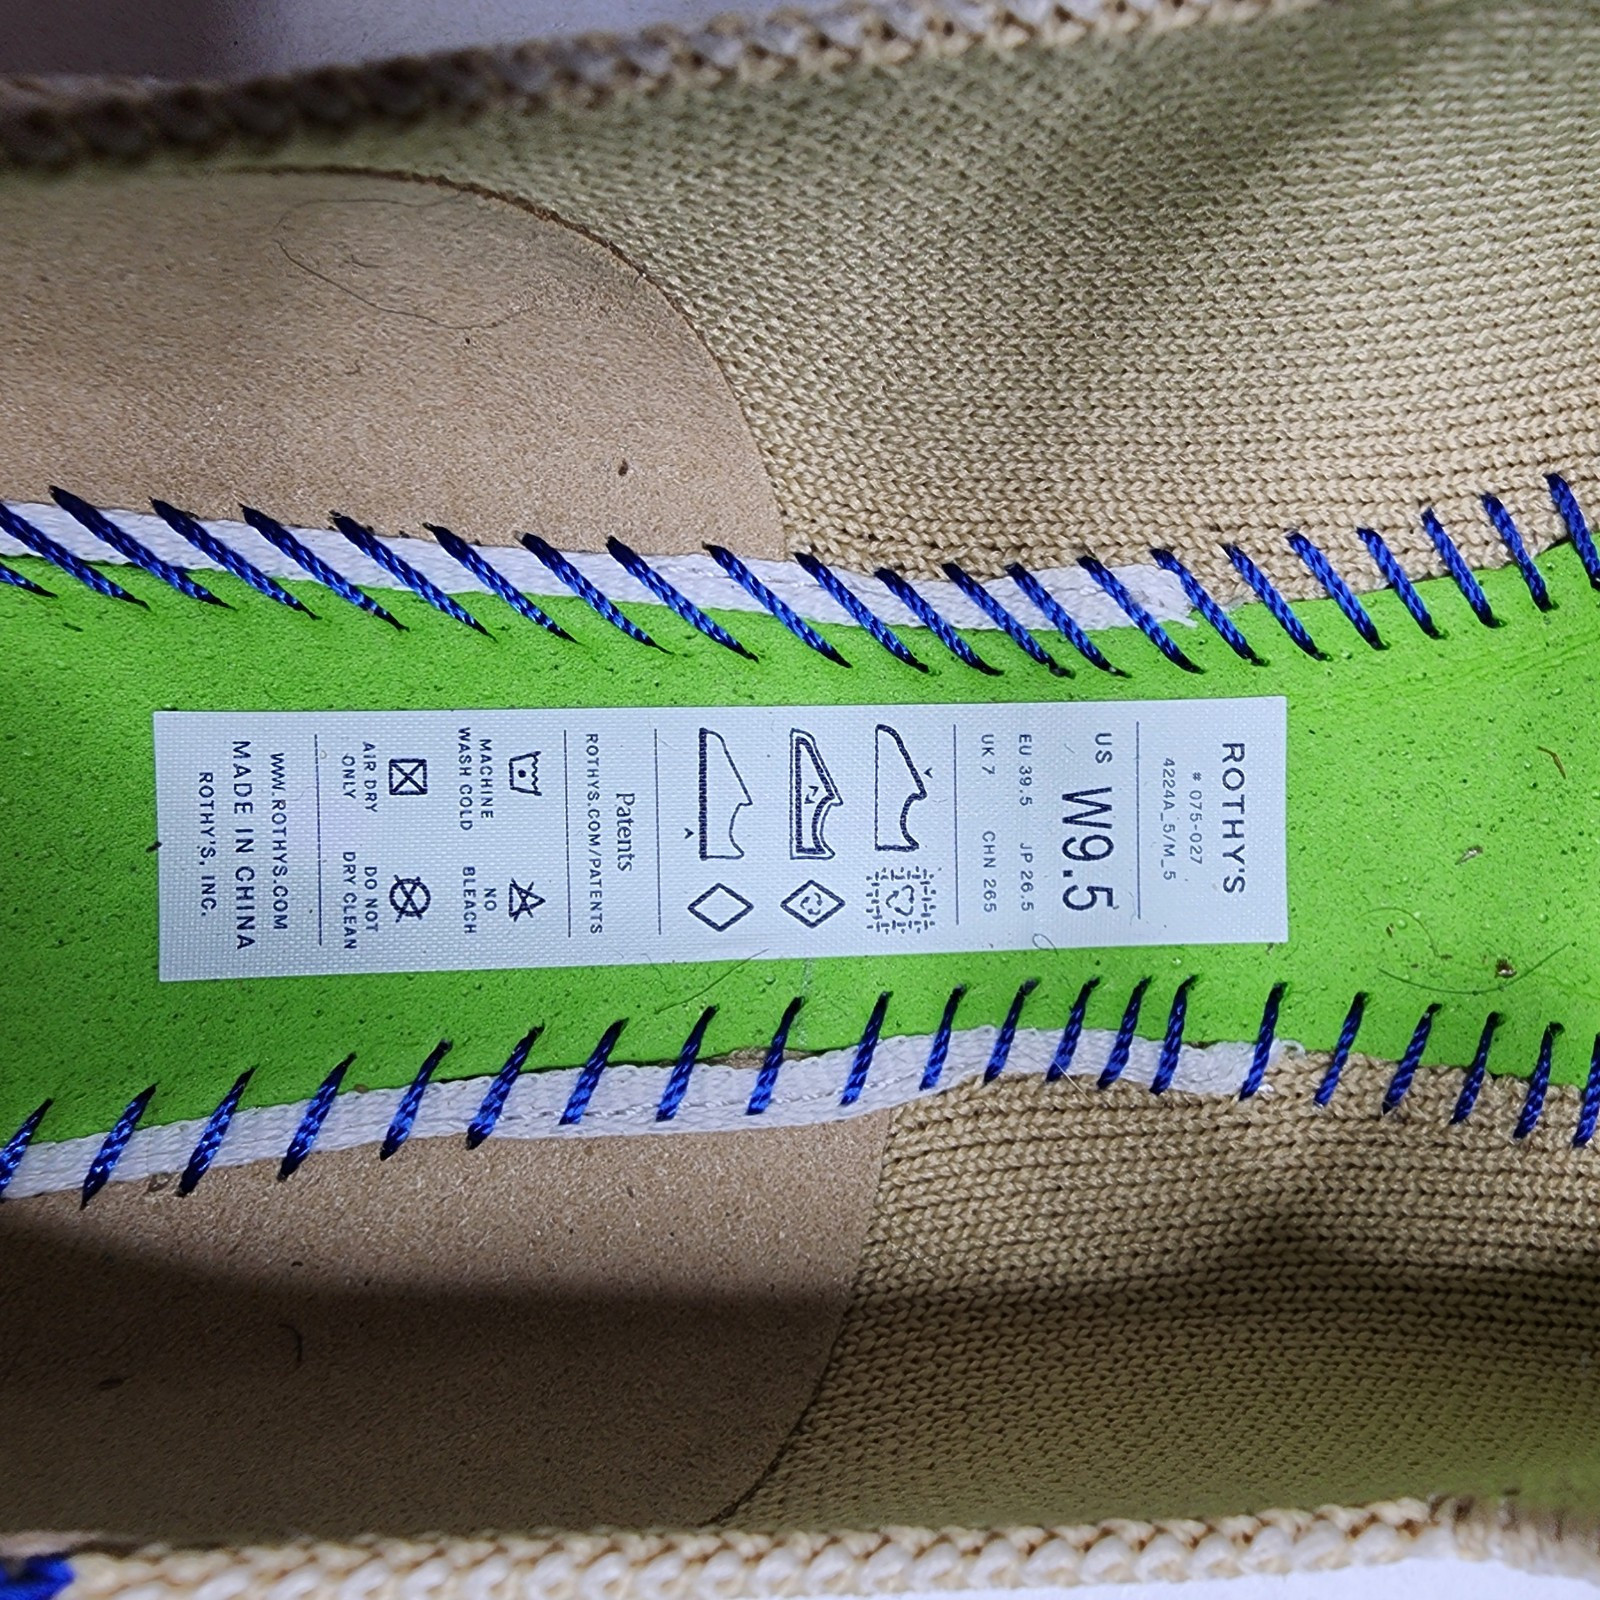 ROTHY'S
# 075-027
4224A_5/M_5
US W9.5
EU 39.5 JP 26.5
UK 7 CHN 265
Patents
ROTHYS.COM/PATENTS
MACHINE WASH COLD
NO BLEACH
AIR DRY ONLY
DO NOT DRY CLEAN
WWW.ROTHYS.COM
MADE IN CHINA
ROTHY'S, INC.